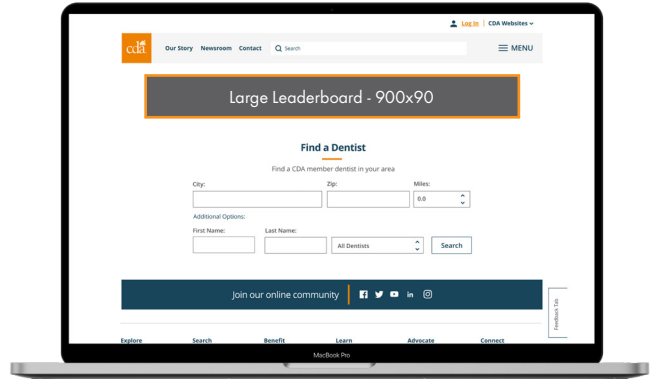 Log In | CDA Websites
cda
Our Story Newsroom Contact Search MENU
Large Leaderboard - 900x90
Find a Dentist
Find a CDA member dentist in your area
City: Zip: Miles:
0.0
Additional Options:
First Name: Last Name:
All Dentists Search
Join our online community
Feedback Tab
Explore Search Benefit Learn Advocate Connect
MacBook Pro